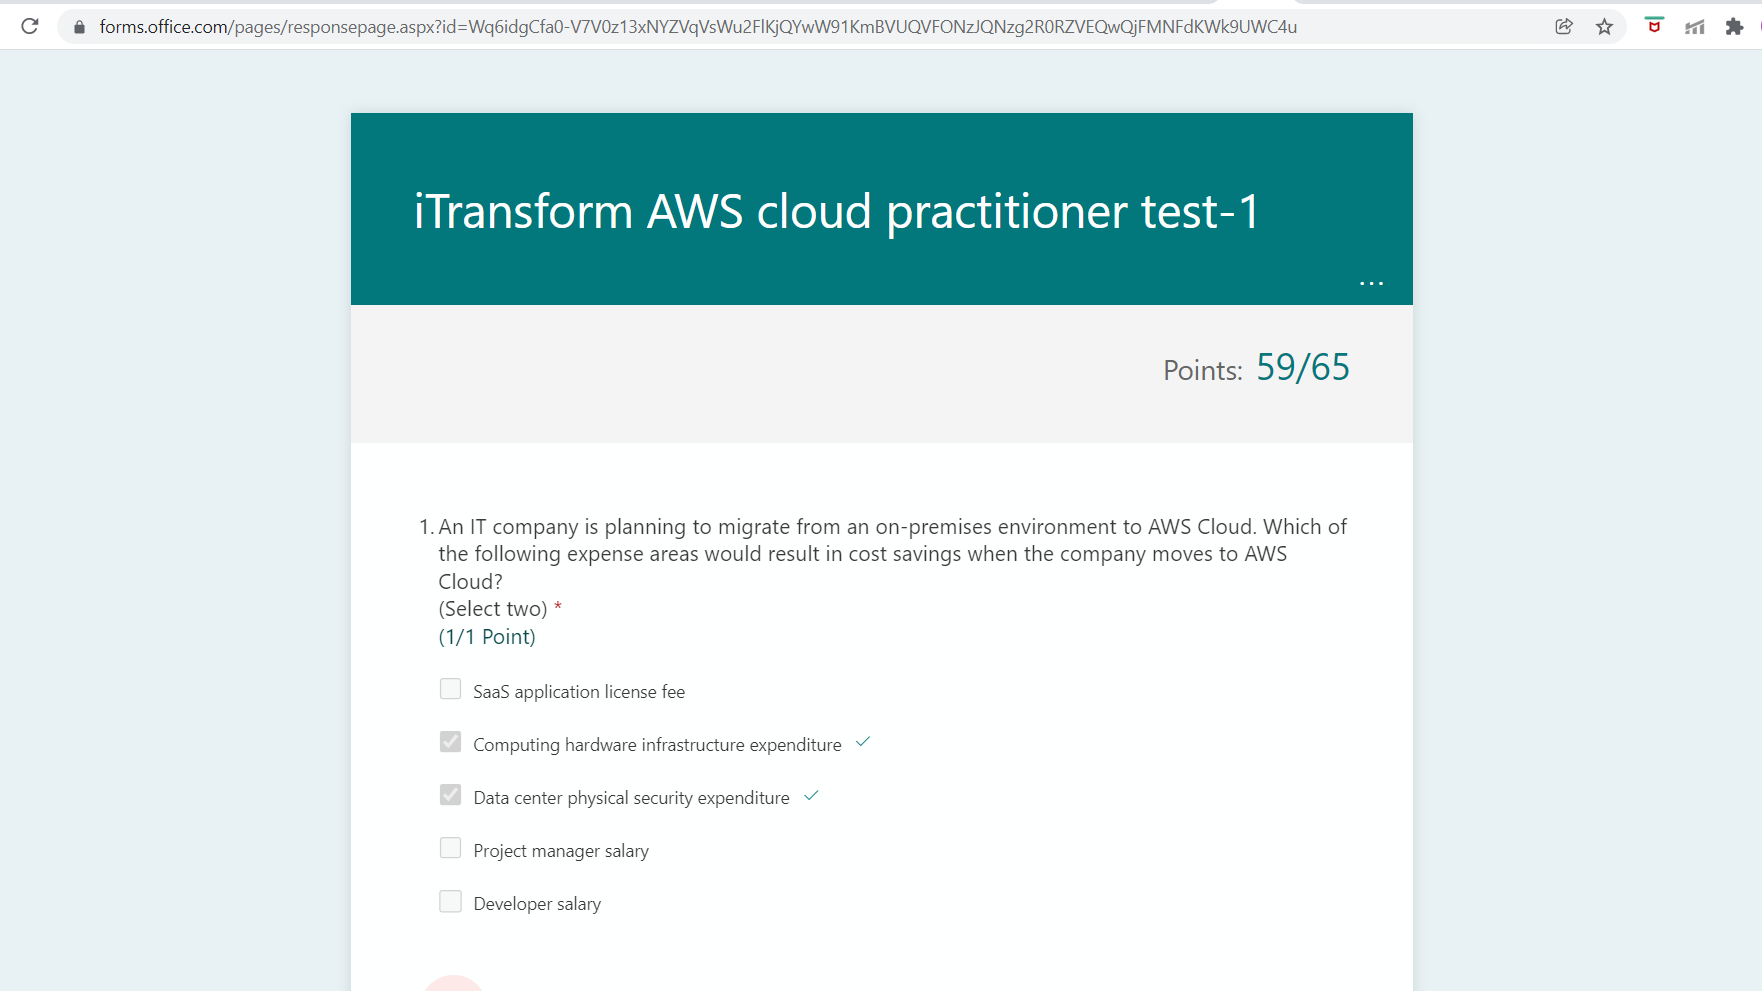 forms.office.com/pages/responsepage.aspx?id=Wq6idgCfa0-V7V0z13xNYZVqVsWu2FlKjQYwW91KmBVUQVFONzJQNzg2R0RZVEQwQjFMNFdKWk9UWC4u
iTransform AWS cloud practitioner test-1
...
Points: 59/65
1. An IT company is planning to migrate from an on-premises environment to AWS Cloud. Which of
the following expense areas would result in cost savings when the company moves to AWS
Cloud?
(Select two) *
(1/1 Point)
SaaS application license fee
Computing hardware infrastructure expenditure
Data center physical security expenditure
Project manager salary
Developer salary